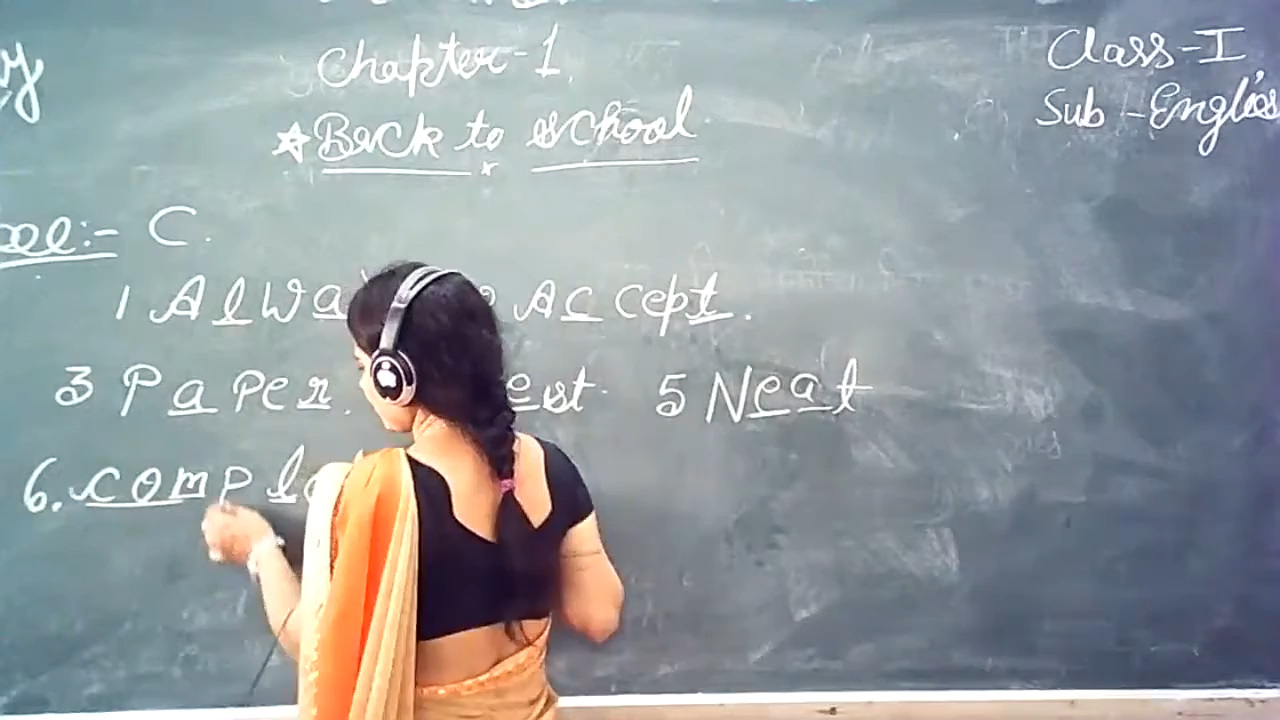 Chapter-1
Class-I
Sub-Englis
Back to school
C.
1 Alwa Accept.
3 Paper. est. 5 Neat
6. compl